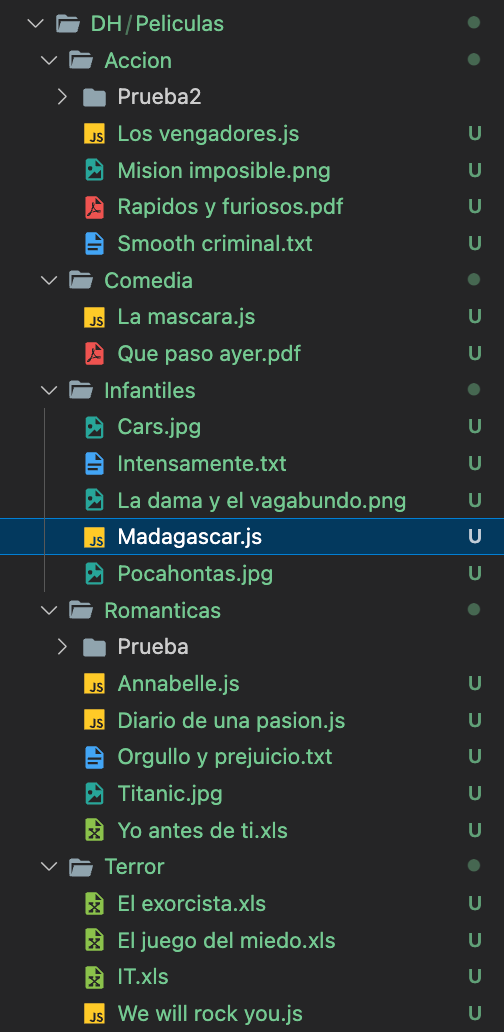 DH/Peliculas
Accion
Prueba2
JS Los vengadores.js U
Mision imposible.png U
Rapidos y furiosos.pdf U
Smooth criminal.txt U
Comedia
JS La mascara.js U
Que paso ayer.pdf U
Infantiles
Cars.jpg U
Intensamente.txt U
La dama y el vagabundo.png U
JS Madagascar.js U
Pocahontas.jpg U
Romanticas
Prueba
JS Annabelle.js U
JS Diario de una pasion.js U
Orgullo y prejuicio.txt U
Titanic.jpg U
Yo antes de ti.xls U
Terror
El exorcista.xls U
El juego del miedo.xls U
IT.xls U
JS We will rock you.js U